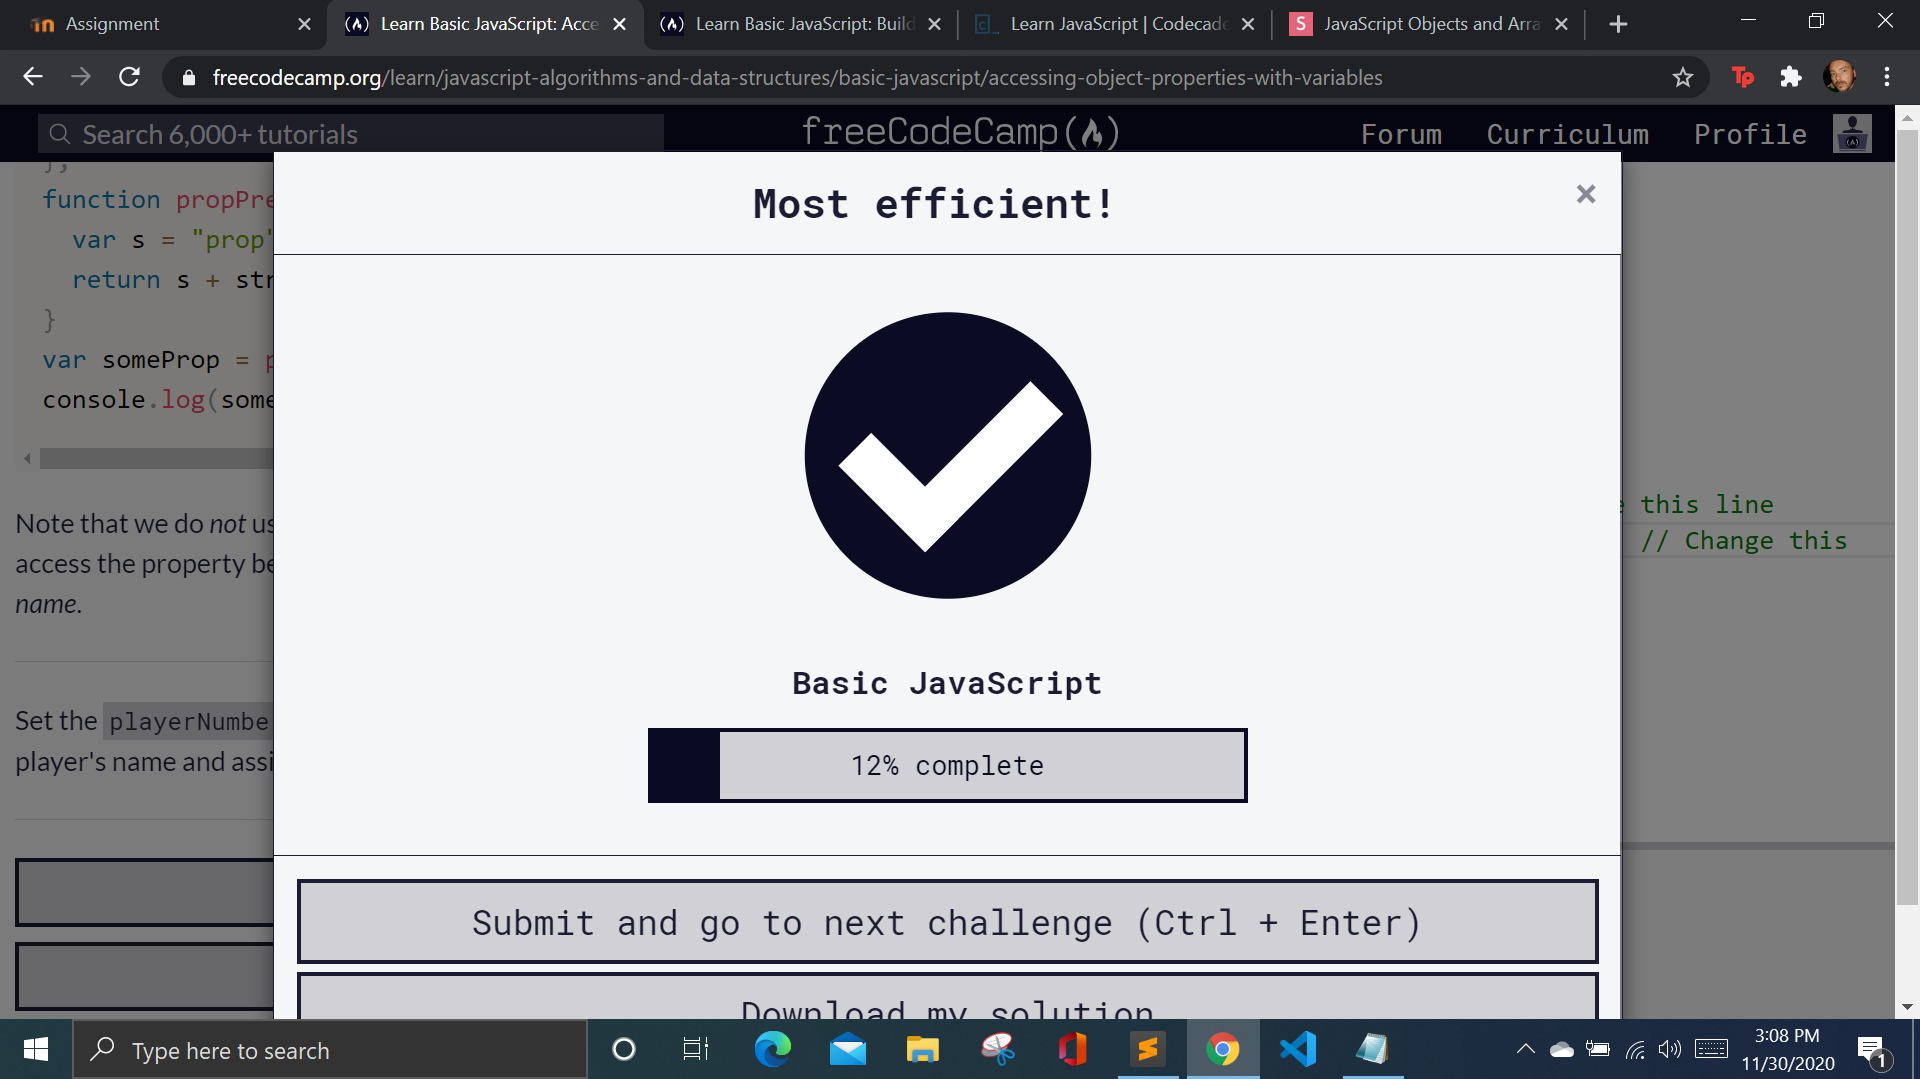 Assignment
Learn Basic JavaScript: Acce
Learn Basic JavaScript: Build
Learn JavaScript | Codecade
S JavaScript Objects and Arra
freecodecamp.org/learn/javascript-algorithms-and-data-structures/basic-javascript/accessing-object-properties-with-variables
Search 6,000+ tutorials
freeCodeCamp
Forum Curriculum Profile
};
function propPre
var s = "prop"
return s + str
}
var someProp = p
console.log(some
Note that we do not us
access the property be
name.
Set the playerNumbe
player's name and assi
Most efficient!
×
Basic JavaScript
12% complete
Submit and go to next challenge (Ctrl + Enter)
Download my solution
this line
// Change this
Type here to search
3:08 PM
11/30/2020
1